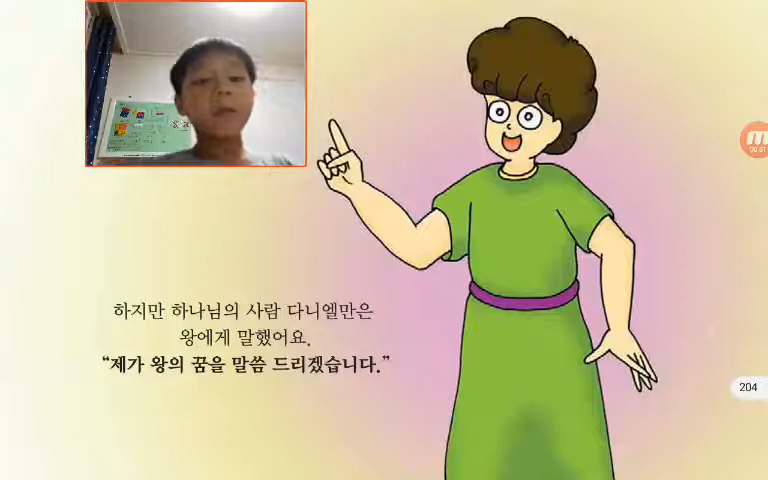 하지만 하나님의 사람 다니엘만은
왕에게 말했어요.
“제가 왕의 꿈을 말씀 드리겠습니다.”
204